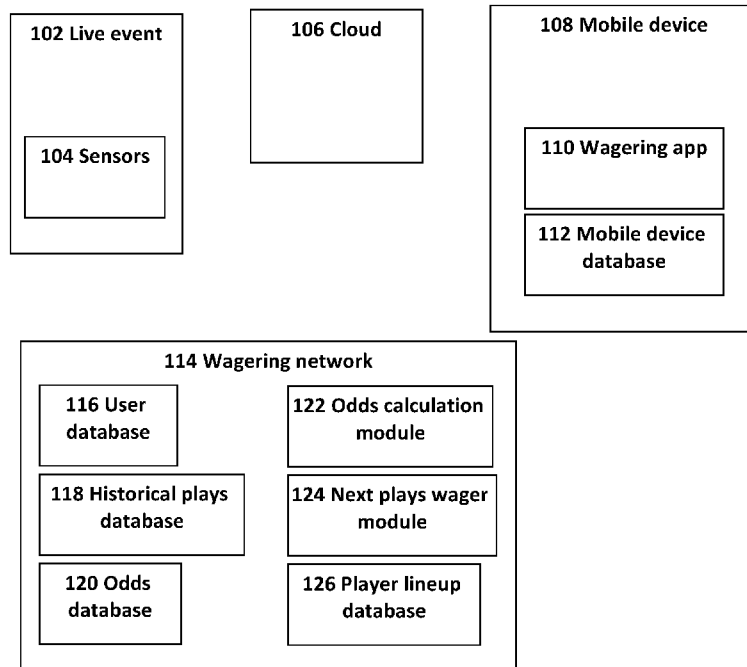 102 Live event
104 Sensors
106 Cloud
108 Mobile device
110 Wagering app
112 Mobile device
database
114 Wagering network
116 User
database
118 Historical plays
database
120 Odds
database
122 Odds calculation
module
124 Next plays wager
module
126 Player lineup
database